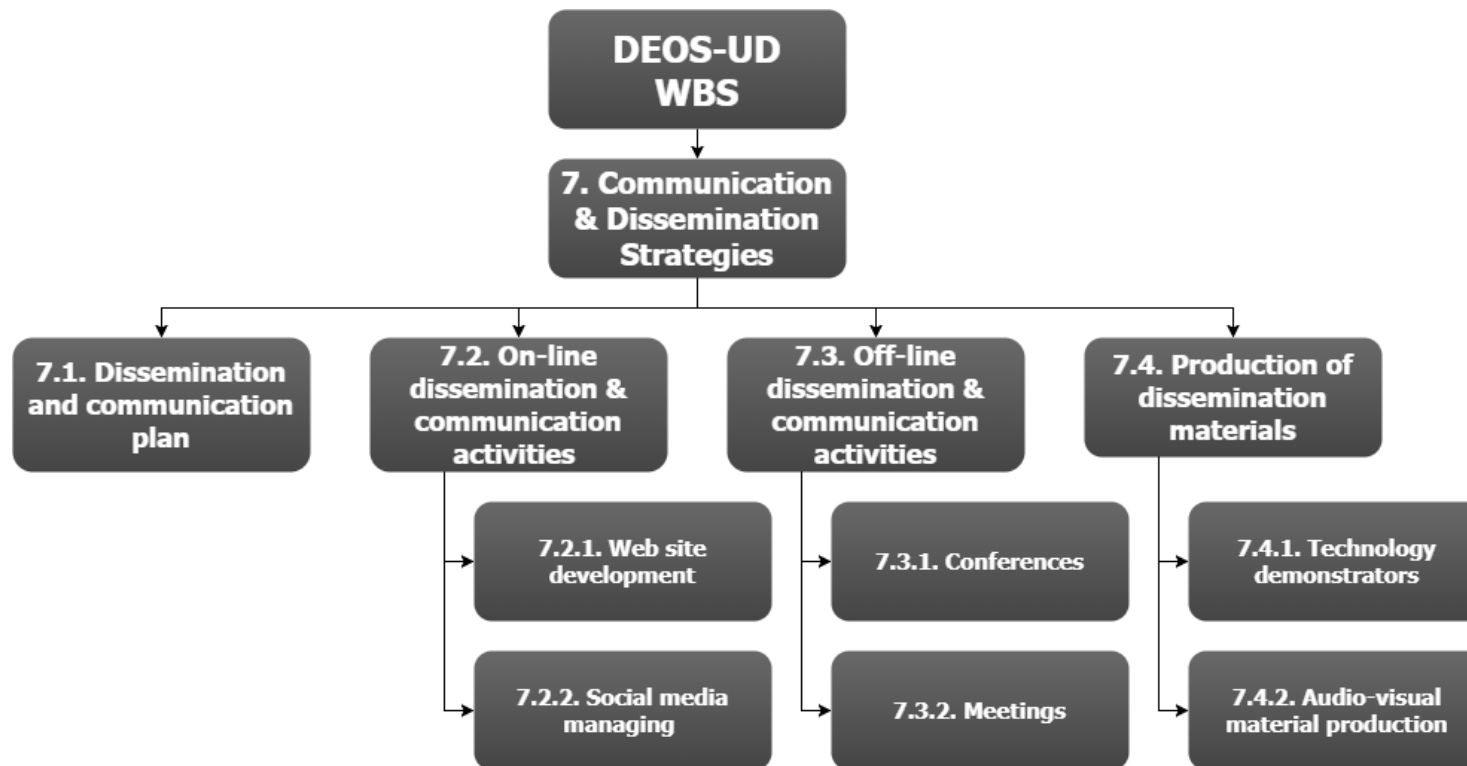 DEOS-UD
WBS
7. Communication
& Dissemination
Strategies
7.1. Dissemination
and communication
plan
7.2. On-line
dissemination &
communication
activities
7.3. Off-line
dissemination &
communication
activities
7.4. Production of
dissemination
materials
7.2.1. Web site
development
7.3.1. Conferences
7.4.1. Technology
demonstrators
7.2.2. Social media
managing
7.3.2. Meetings
7.4.2. Audio-visual
material production